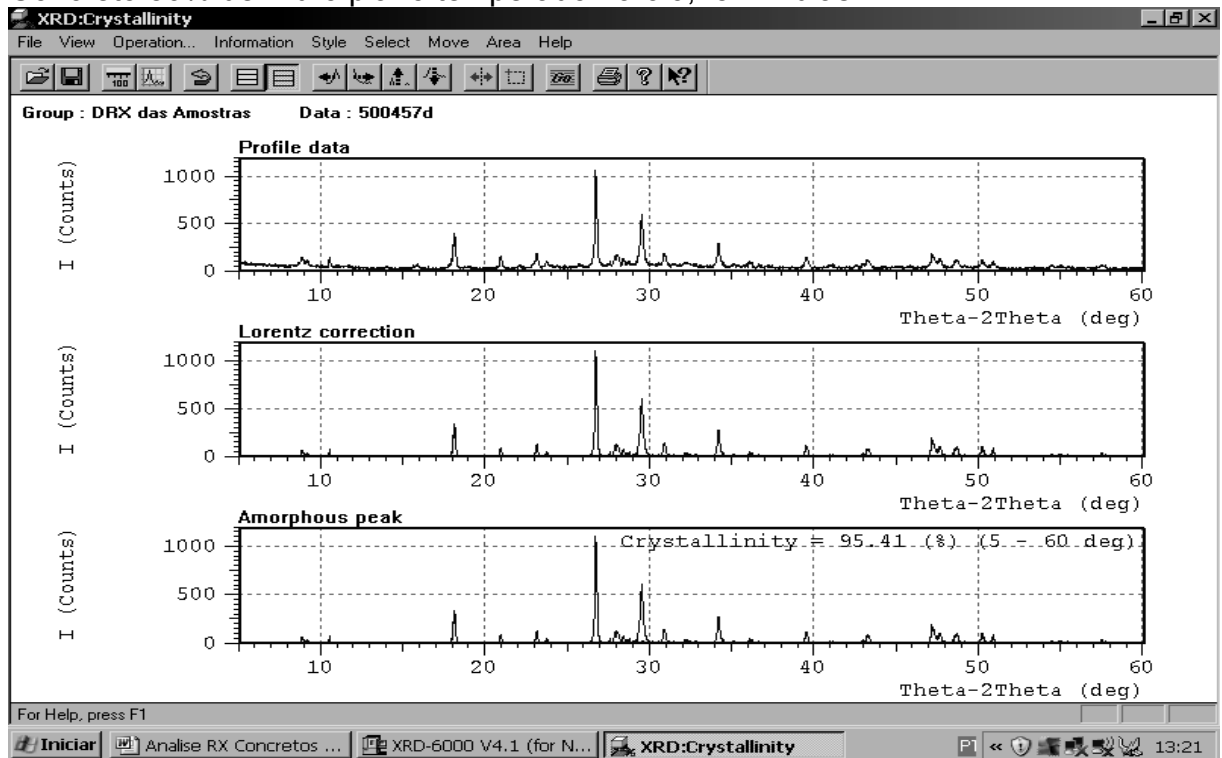 XRD:Crystallinity
File View Operation... Information Style Select Move Area Help
100
Go
Group : DRX das Amostras Data : 500457d
Profile data
I (Counts)
1000
500
0
10 20 30 40 50 60
Theta-2Theta (deg)
Lorentz correction
I (Counts)
1000
500
0
10 20 30 40 50 60
Theta-2Theta (deg)
Amorphous peak
Crystallinity = 95.41 (%) (5 - 60 deg)
I (Counts)
1000
500
0
10 20 30 40 50 60
Theta-2Theta (deg)
For Help, press F1
Iniciar Analise RX Concretos ... XRD-6000 V4.1 (for N... XRD:Crystallinity « 13:21